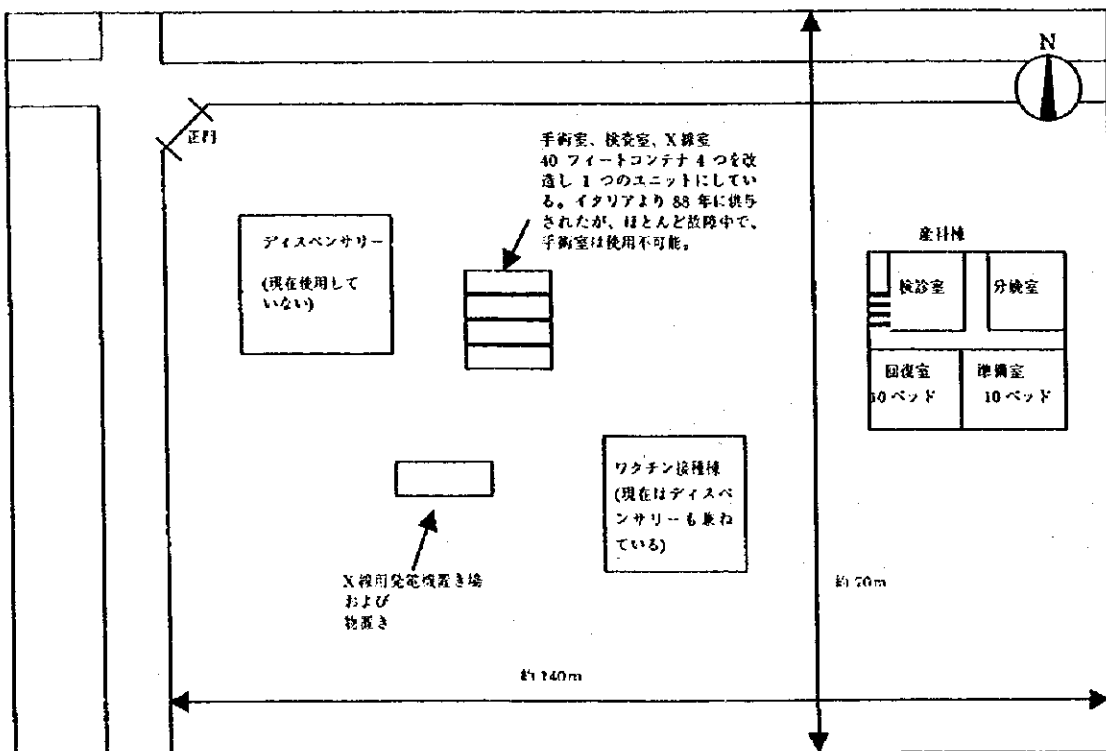 N
正門
手術室、検査室、X線室
40 フィートコンテナ 4 つを改
造し 1 つのユニットにしてい
る。イタリアより 88 年に供与
されたが、ほとんど故障中で、
手術室は使用不可能。
ディスペンサリー
(現在使用して
いない)
産科棟
検診室
分娩室
回復室
10 ベッド
準備室
10 ベッド
ワクチン接種棟
(現在はディスペ
ンサリーも兼ね
ている)
X線用発電機置き場
および
物置き
約 70m
約 140m